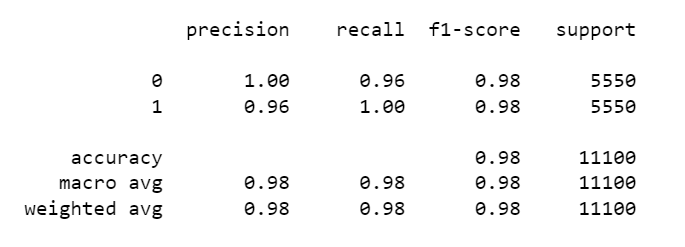 precision recall f1-score support
0 1.00 0.96 0.98 5550
1 0.96 1.00 0.98 5550
accuracy 0.98 11100
macro avg 0.98 0.98 0.98 11100
weighted avg 0.98 0.98 0.98 11100